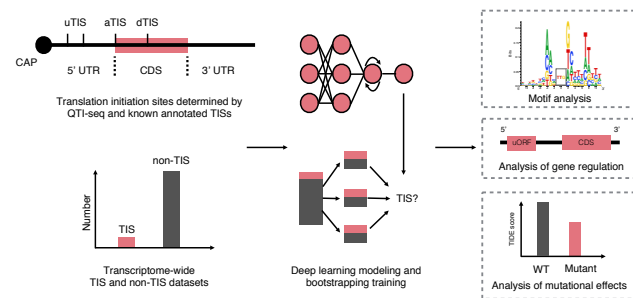 uTIS aTIS dTIS
CAP
5' UTR CDS 3' UTR
Translation initiation sites determined by
QTI-seq and known annotated TISs
Number
non-TIS
TIS
Transcriptome-wide
TIS and non-TIS datasets
TIS?
Deep learning modeling and
bootstrapping training
Motif analysis
5' 3'
uORF CDS
Analysis of gene regulation
TIDE score
WT Mutant
Analysis of mutational effects